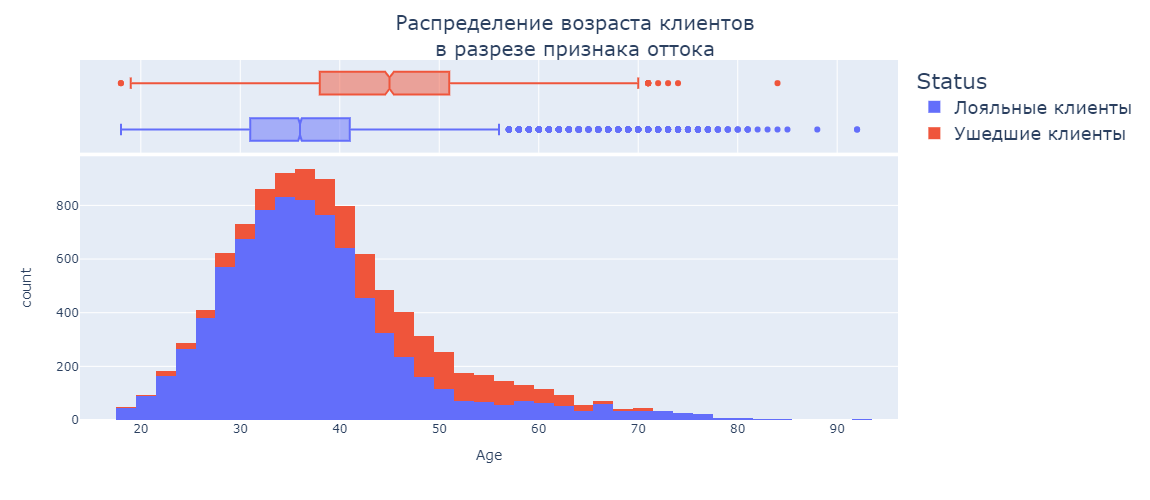 Распределение возраста клиентов
в разрезе признака оттока
Status
Лояльные клиенты
Ушедшие клиенты
count
800
600
400
200
0
20 30 40 50 60 70 80 90
Age